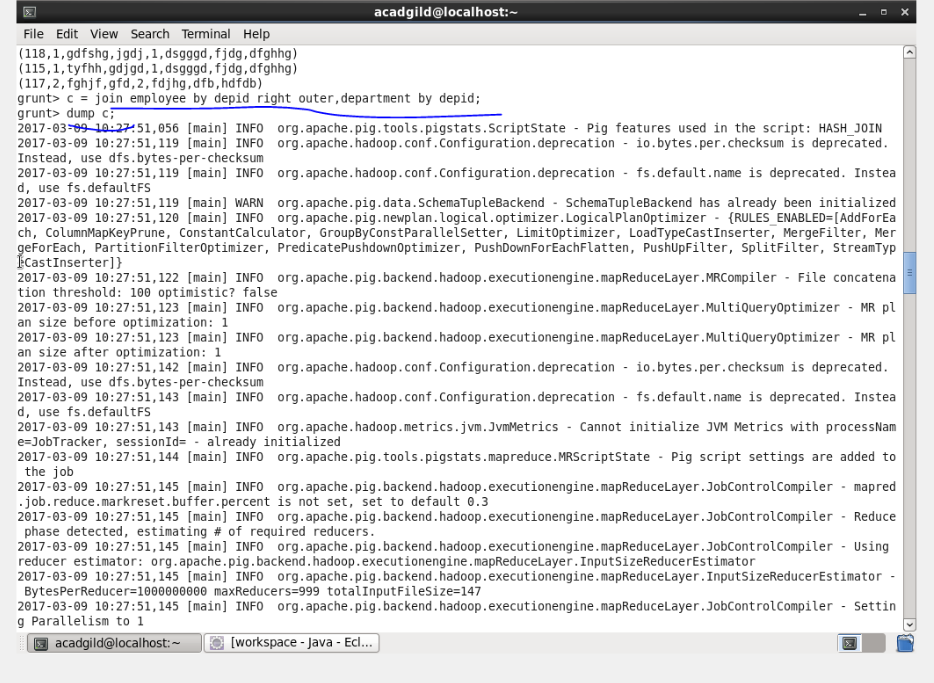 acadgild@localhost:~
File Edit View Search Terminal Help
(118,1,gdfshg,jgdj,1,dsgggd,fjdg,dfghhg)
(115,1,tyfhh,gdjgd,1,dsgggd,fjdg,dfghhg)
(117,2,fghjf,gfd,2,fdjhg,dfb,hdfdb)
grunt> c = join employee by depid right outer,department by depid;
grunt> dump c;
2017-03-09 10:27:51,056 [main] INFO  org.apache.pig.tools.pigstats.ScriptState - Pig features used in the script: HASH_JOIN
2017-03-09 10:27:51,119 [main] INFO  org.apache.hadoop.conf.Configuration.deprecation - io.bytes.per.checksum is deprecated.
Instead, use dfs.bytes-per-checksum
2017-03-09 10:27:51,119 [main] INFO  org.apache.hadoop.conf.Configuration.deprecation - fs.default.name is deprecated. Instea
d, use fs.defaultFS
2017-03-09 10:27:51,119 [main] WARN  org.apache.pig.data.SchemaTupleBackend - SchemaTupleBackend has already been initialized
2017-03-09 10:27:51,120 [main] INFO  org.apache.pig.newplan.logical.optimizer.LogicalPlanOptimizer - {RULES_ENABLED=[AddForEa
ch, ColumnMapKeyPrune, ConstantCalculator, GroupByConstParallelSetter, LimitOptimizer, LoadTypeCastInserter, MergeFilter, Mer
geForEach, PartitionFilterOptimizer, PredicatePushdownOptimizer, PushDownForEachFlatten, PushUpFilter, SplitFilter, StreamTyp
eCastInserter]}
2017-03-09 10:27:51,122 [main] INFO  org.apache.pig.backend.hadoop.executionengine.mapReduceLayer.MRCompiler - File concatena
tion threshold: 100 optimistic? false
2017-03-09 10:27:51,123 [main] INFO  org.apache.pig.backend.hadoop.executionengine.mapReduceLayer.MultiQueryOptimizer - MR pl
an size before optimization: 1
2017-03-09 10:27:51,123 [main] INFO  org.apache.pig.backend.hadoop.executionengine.mapReduceLayer.MultiQueryOptimizer - MR pl
an size after optimization: 1
2017-03-09 10:27:51,142 [main] INFO  org.apache.hadoop.conf.Configuration.deprecation - io.bytes.per.checksum is deprecated.
Instead, use dfs.bytes-per-checksum
2017-03-09 10:27:51,143 [main] INFO  org.apache.hadoop.conf.Configuration.deprecation - fs.default.name is deprecated. Instea
d, use fs.defaultFS
2017-03-09 10:27:51,143 [main] INFO  org.apache.hadoop.metrics.jvm.JvmMetrics - Cannot initialize JVM Metrics with processNam
e=JobTracker, sessionId= - already initialized
2017-03-09 10:27:51,144 [main] INFO  org.apache.pig.tools.pigstats.mapreduce.MRScriptState - Pig script settings are added to
 the job
2017-03-09 10:27:51,145 [main] INFO  org.apache.pig.backend.hadoop.executionengine.mapReduceLayer.JobControlCompiler - mapred
.job.reduce.markreset.buffer.percent is not set, set to default 0.3
2017-03-09 10:27:51,145 [main] INFO  org.apache.pig.backend.hadoop.executionengine.mapReduceLayer.JobControlCompiler - Reduce
 phase detected, estimating # of required reducers.
2017-03-09 10:27:51,145 [main] INFO  org.apache.pig.backend.hadoop.executionengine.mapReduceLayer.JobControlCompiler - Using
reducer estimator: org.apache.pig.backend.hadoop.executionengine.mapReduceLayer.InputSizeReducerEstimator
2017-03-09 10:27:51,145 [main] INFO  org.apache.pig.backend.hadoop.executionengine.mapReduceLayer.InputSizeReducerEstimator -
 BytesPerReducer=1000000000 maxReducers=999 totalInputFileSize=147
2017-03-09 10:27:51,145 [main] INFO  org.apache.pig.backend.hadoop.executionengine.mapReduceLayer.JobControlCompiler - Settin
g Parallelism to 1
acadgild@localhost:~ [workspace - Java - Ecl...